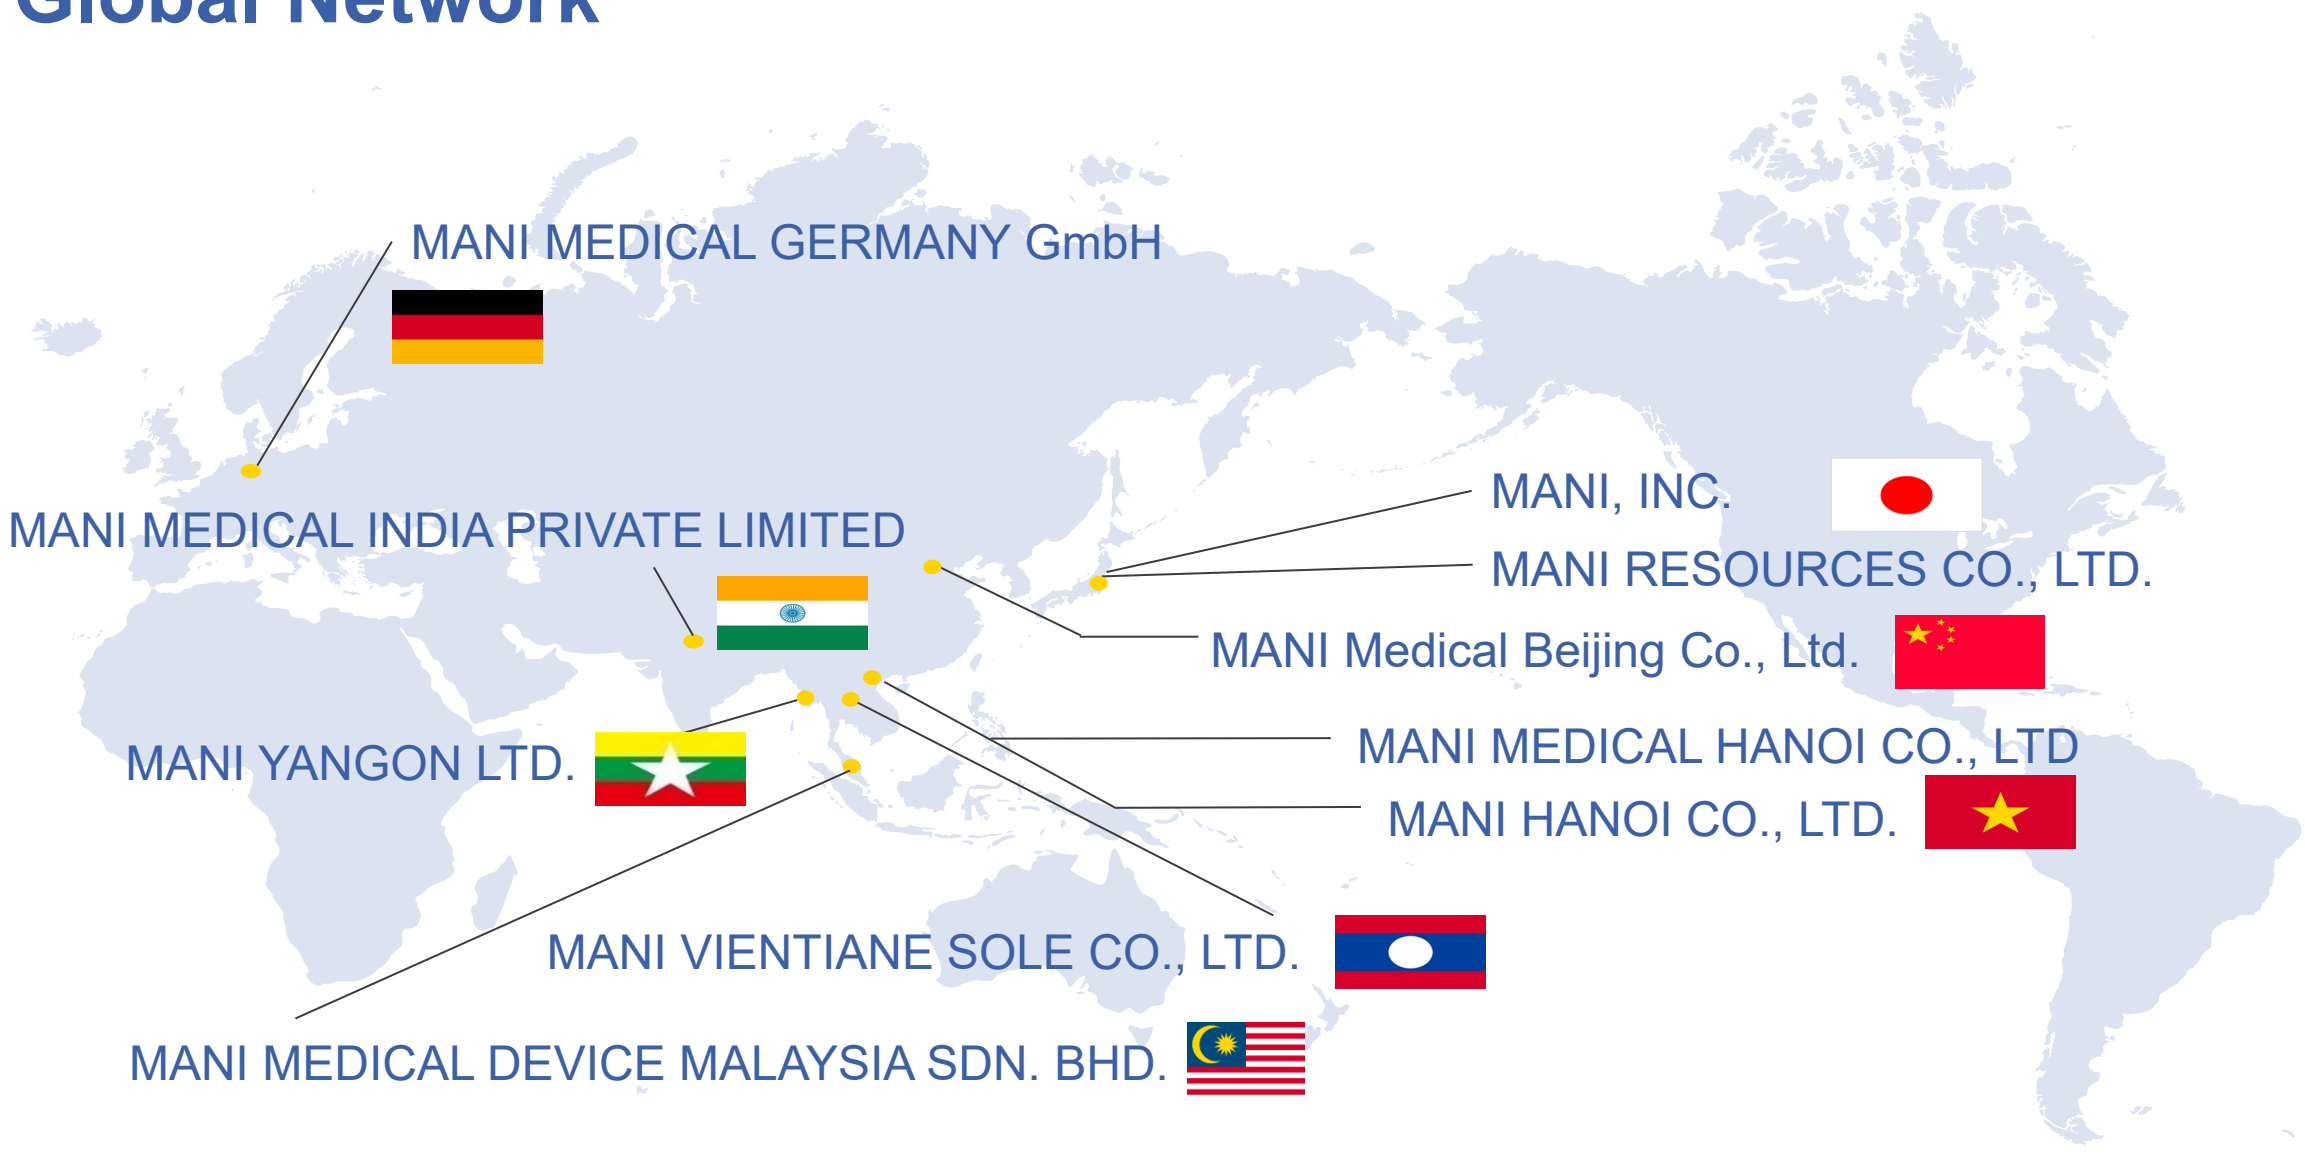 Global Network
MANI MEDICAL GERMANY GmbH
MANI, INC.
MANI MEDICAL INDIA PRIVATE LIMITED
MANI RESOURCES CO., LTD.
MANI Medical Beijing Co., Ltd.
MANI MEDICAL HANOI CO., LTD
MANI YANGON LTD.
MANI HANOI CO., LTD.
MANI VIENTIANE SOLE CO., LTD.
MANI MEDICAL DEVICE MALAYSIA SDN. BHD.